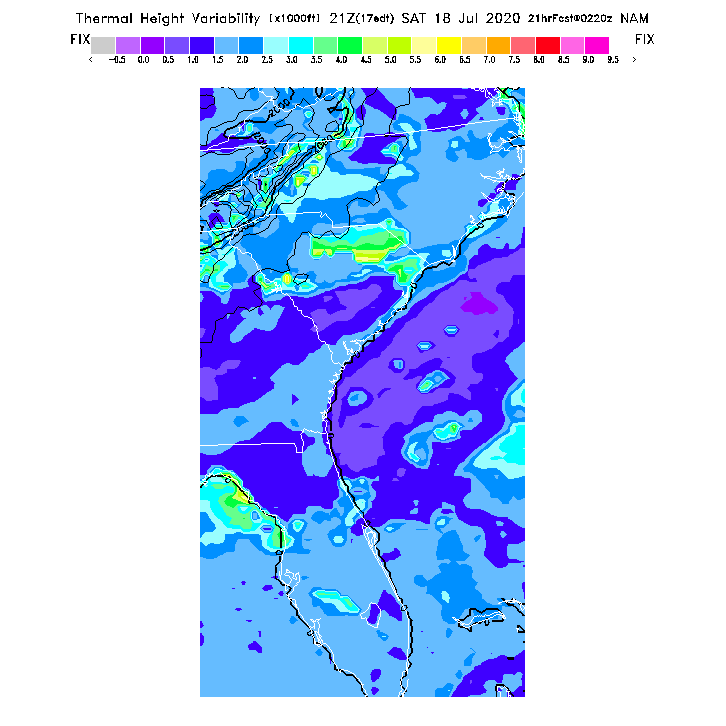 Thermal Height Variability [x1000ft] 21Z(17edt) SAT 18 Jul 2020 21hrFcst@0220z NAM
FIX FIX
< -0.5 0.0 0.5 1.0 1.5 2.0 2.5 3.0 3.5 4.0 4.5 5.0 5.5 6.0 6.5 7.0 7.5 8.0 8.5 9.0 9.5 >
2000